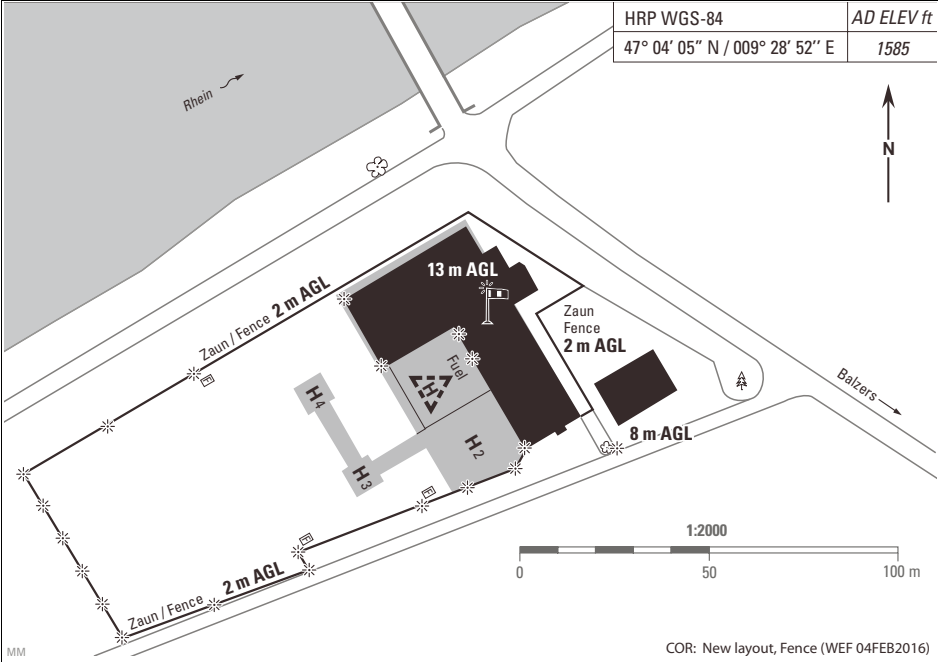 HRP WGS-84
AD ELEV ft
47° 04′ 05″ N / 009° 28′ 52′′ E
1585
Rhein
N
13 m AGL
Zaun / Fence 2 m AGL
Zaun
Fence
2 m AGL
Fuel
H
H4
H2
H3
F
F
F
Balzers
8 m AGL
1:2000
0
50
100 m
Zaun / Fence 2 m AGL
MM
COR: New layout, Fence (WEF 04FEB2016)